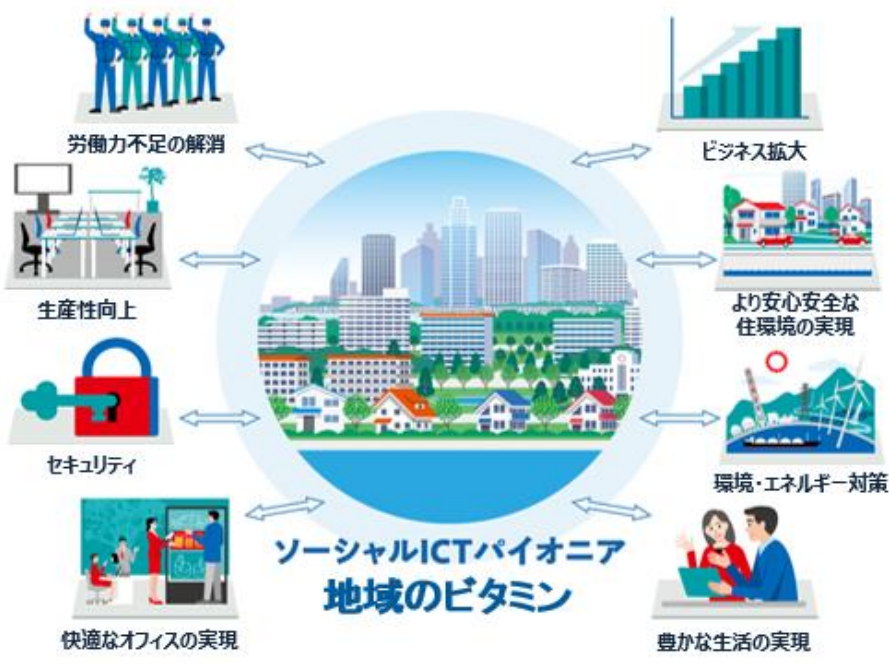 労働力不足の解消
ビジネス拡大
生産性向上
より安心安全な
住環境の実現
セキュリティ
環境・エネルギー対策
ソーシャルICTパイオニア
地域のビタミン
快適なオフィスの実現
豊かな生活の実現